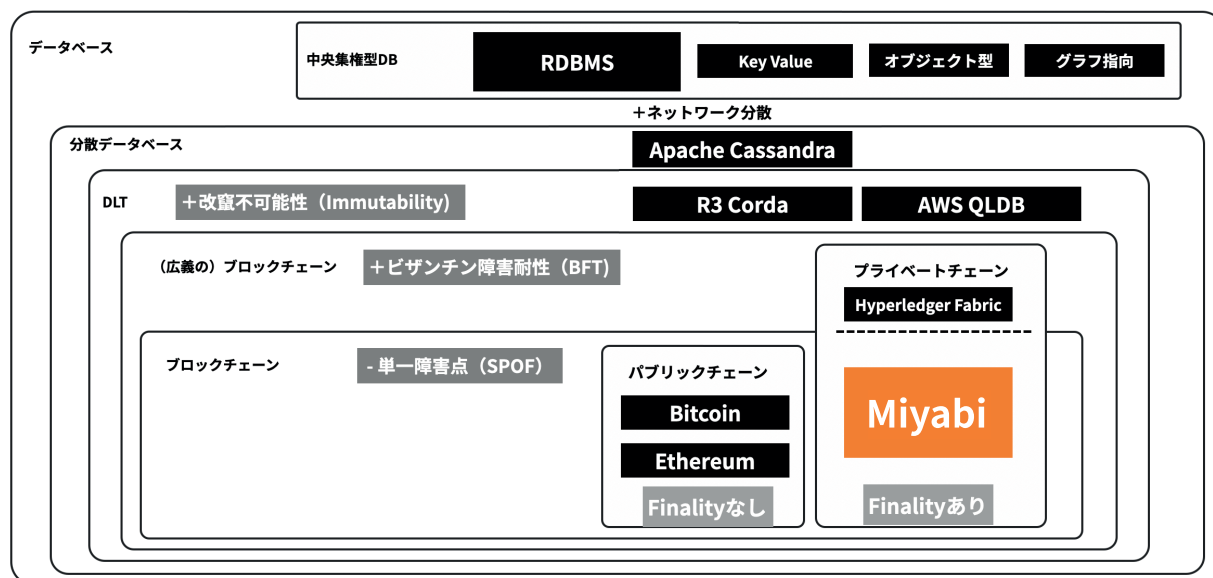 データベース
中央集権型DB
RDBMS
Key Value
オブジェクト型
グラフ指向
＋ネットワーク分散
分散データベース
Apache Cassandra
DLT
＋改竄不可能性（Immutability)
R3 Corda
AWS QLDB
（広義の）ブロックチェーン
＋ビザンチン障害耐性（BFT)
プライベートチェーン
Hyperledger Fabric
ブロックチェーン
- 単一障害点（SPOF）
パブリックチェーン
Bitcoin
Ethereum
Finalityなし
Miyabi
Finalityあり